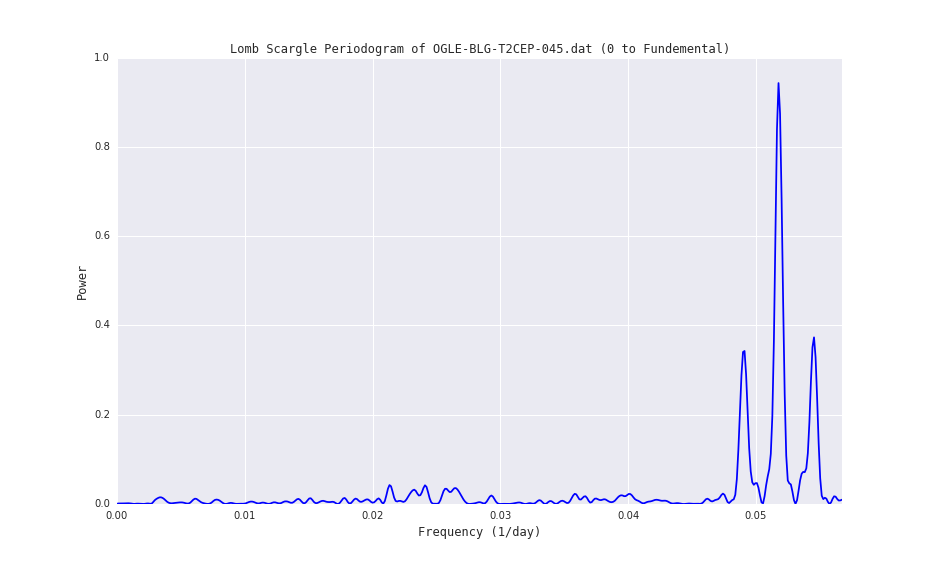 Lomb Scargle Periodogram of OGLE-BLG-T2CEP-045.dat (0 to Fundemental)
1.0
0.8
0.6
0.4
0.2
0.0
Power
0.00 0.01 0.02 0.03 0.04 0.05
Frequency (1/day)